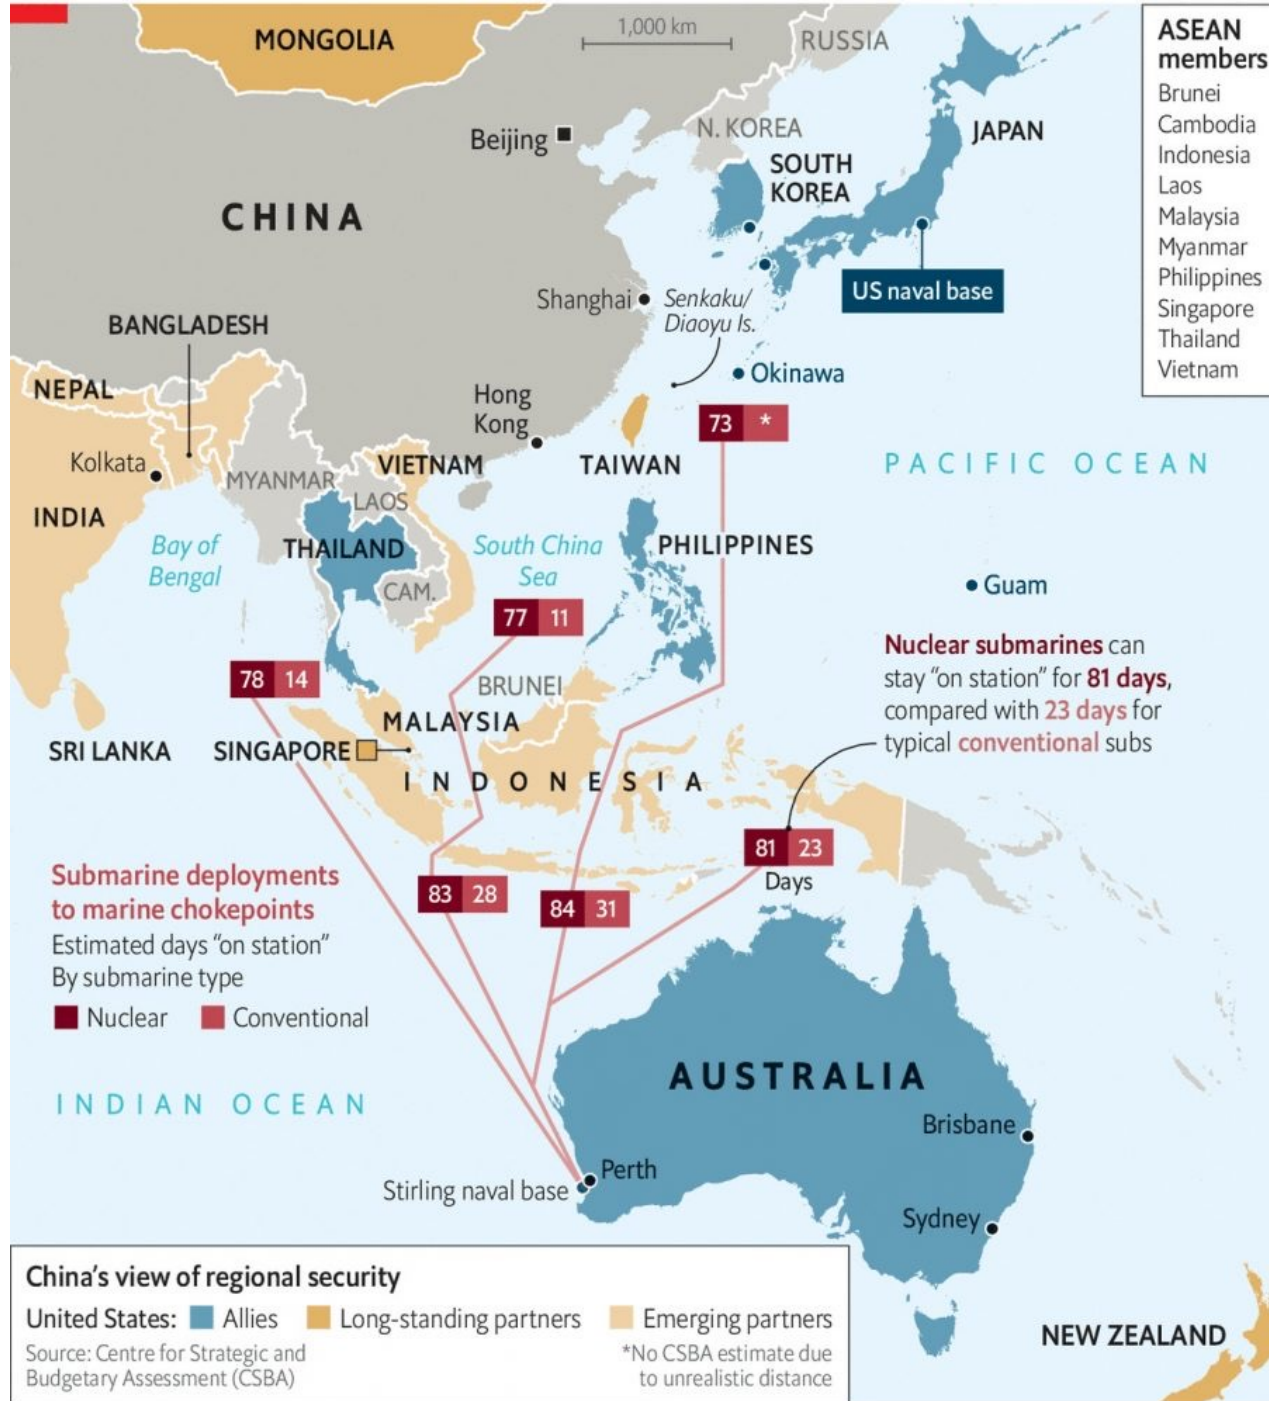 MONGOLIA
1,000 km
RUSSIA
ASEAN
members
Brunei
Cambodia
Indonesia
Laos
Malaysia
Myanmar
Philippines
Singapore
Thailand
Vietnam
Beijing
N. KOREA
JAPAN
SOUTH
KOREA
CHINA
US naval base
Shanghai
Senkaku/
Diaoyu Is.
BANGLADESH
Okinawa
NEPAL
Hong
Kong
73 *
Kolkata
MYANMAR
VIETNAM
TAIWAN
PACIFIC OCEAN
LAOS
INDIA
Bay of
Bengal
THAILAND
South China
Sea
PHILIPPINES
CAM.
Guam
77 11
Nuclear submarines can
stay "on station" for 81 days,
compared with 23 days for
typical conventional subs
78 14
BRUNEI
MALAYSIA
SRI LANKA
SINGAPORE
INDONESIA
81 23
Days
83 28
84 31
Submarine deployments
to marine chokepoints
Estimated days "on station"
By submarine type
Nuclear
Conventional
INDIAN OCEAN
AUSTRALIA
Brisbane
Perth
Stirling naval base
Sydney
China's view of regional security
United States: Allies Long-standing partners Emerging partners
Source: Centre for Strategic and
Budgetary Assessment (CSBA)
*No CSBA estimate due
to unrealistic distance
NEW ZEALAND